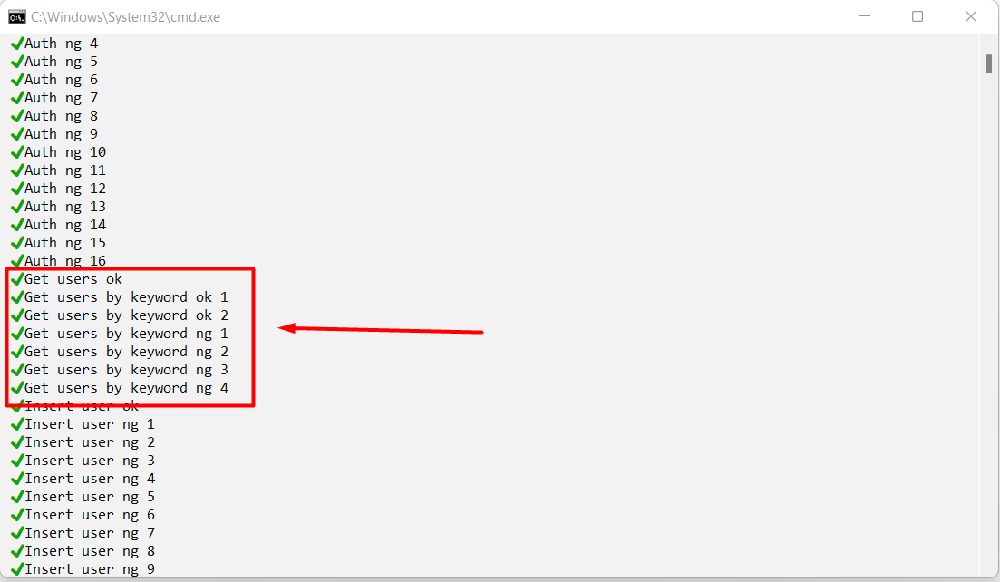 C:\Windows\System32\cmd.exe
✔Auth ng 4
✔Auth ng 5
✔Auth ng 6
✔Auth ng 7
✔Auth ng 8
✔Auth ng 9
✔Auth ng 10
✔Auth ng 11
✔Auth ng 12
✔Auth ng 13
✔Auth ng 14
✔Auth ng 15
✔Auth ng 16
✔Get users ok
✔Get users by keyword ok 1
✔Get users by keyword ok 2
✔Get users by keyword ng 1
✔Get users by keyword ng 2
✔Get users by keyword ng 3
✔Get users by keyword ng 4
✔Insert user ok
✔Insert user ng 1
✔Insert user ng 2
✔Insert user ng 3
✔Insert user ng 4
✔Insert user ng 5
✔Insert user ng 6
✔Insert user ng 7
✔Insert user ng 8
✔Insert user ng 9